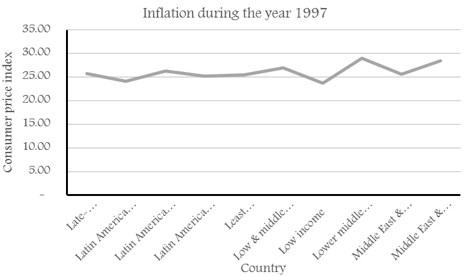 Inflation during the year 1997
35.00
30.00
25.00
20.00
15.00
10.00
5.00
-
Consumer price index
Late-...
Latin America...
Latin America...
Latin America...
Least...
Low & middle...
Low income
Lower middle...
Middle East &...
Middle East &...
Country